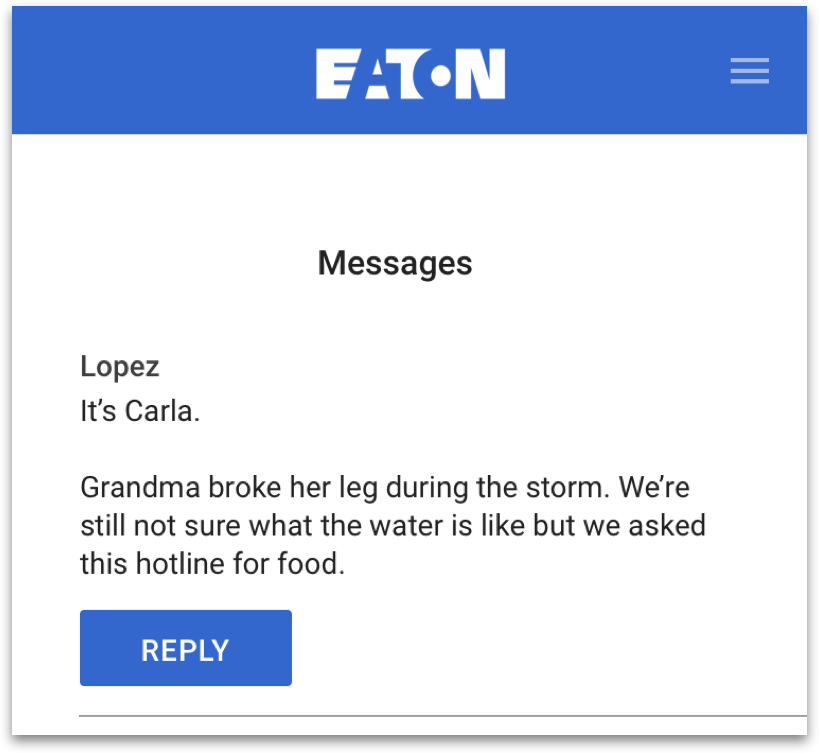 EATON
Messages
Lopez
It’s Carla.
Grandma broke her leg during the storm. We’re
still not sure what the water is like but we asked
this hotline for food.
REPLY